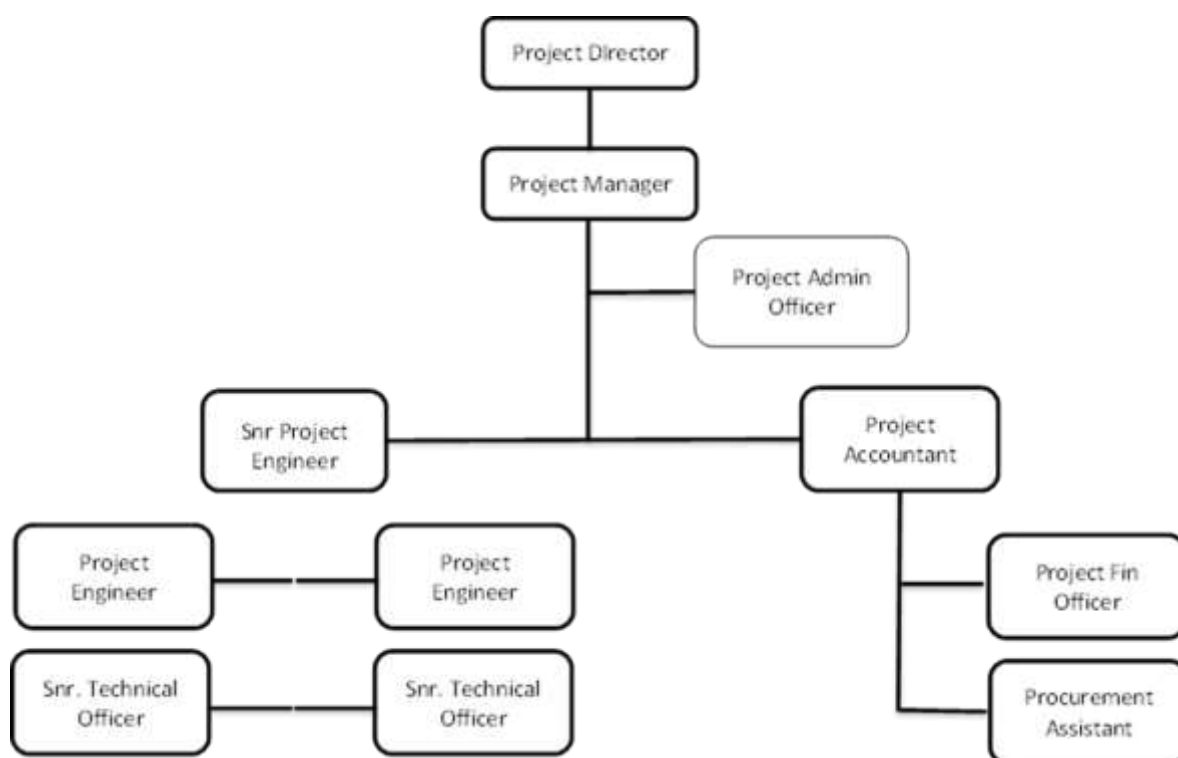 Project DIrector
Project Manager
Project Admin
Officer
Snr Project
Engineer
Project
Accountant
Project
Engineer
Project
Engineer
Project Fin
Officer
Snr. Technical
Officer
Snr. Technical
Officer
Procurement
Assistant